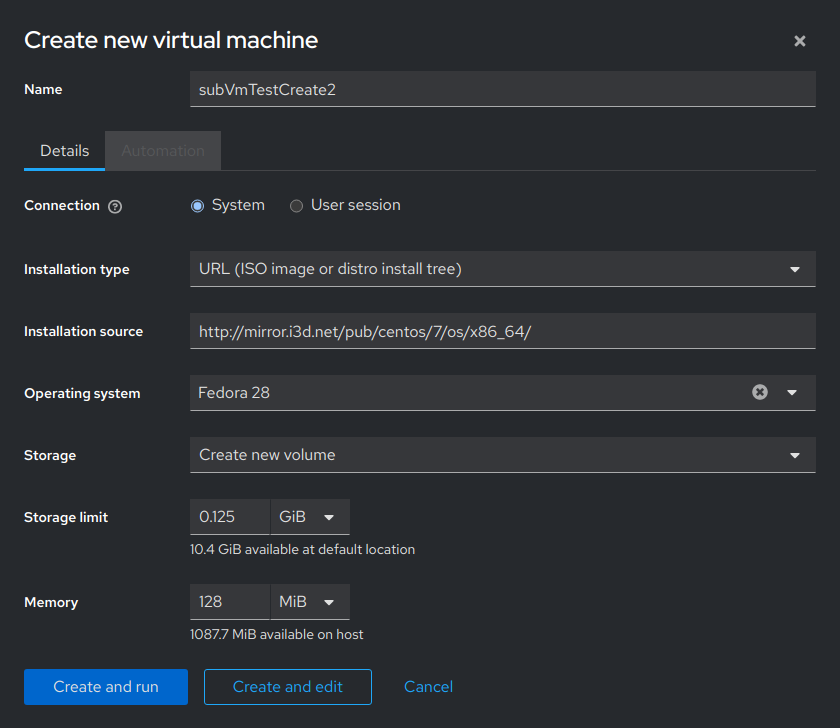 Create new virtual machine
Name subVmTestCreate2
Details Automation
Connection System User session
Installation type URL (ISO image or distro install tree)
Installation source http://mirror.i3d.net/pub/centos/7/os/x86_64/
Operating system Fedora 28
Storage Create new volume
Storage limit 0.125 GiB
10.4 GiB available at default location
Memory 128 MiB
1087.7 MiB available on host
Create and run Create and edit Cancel